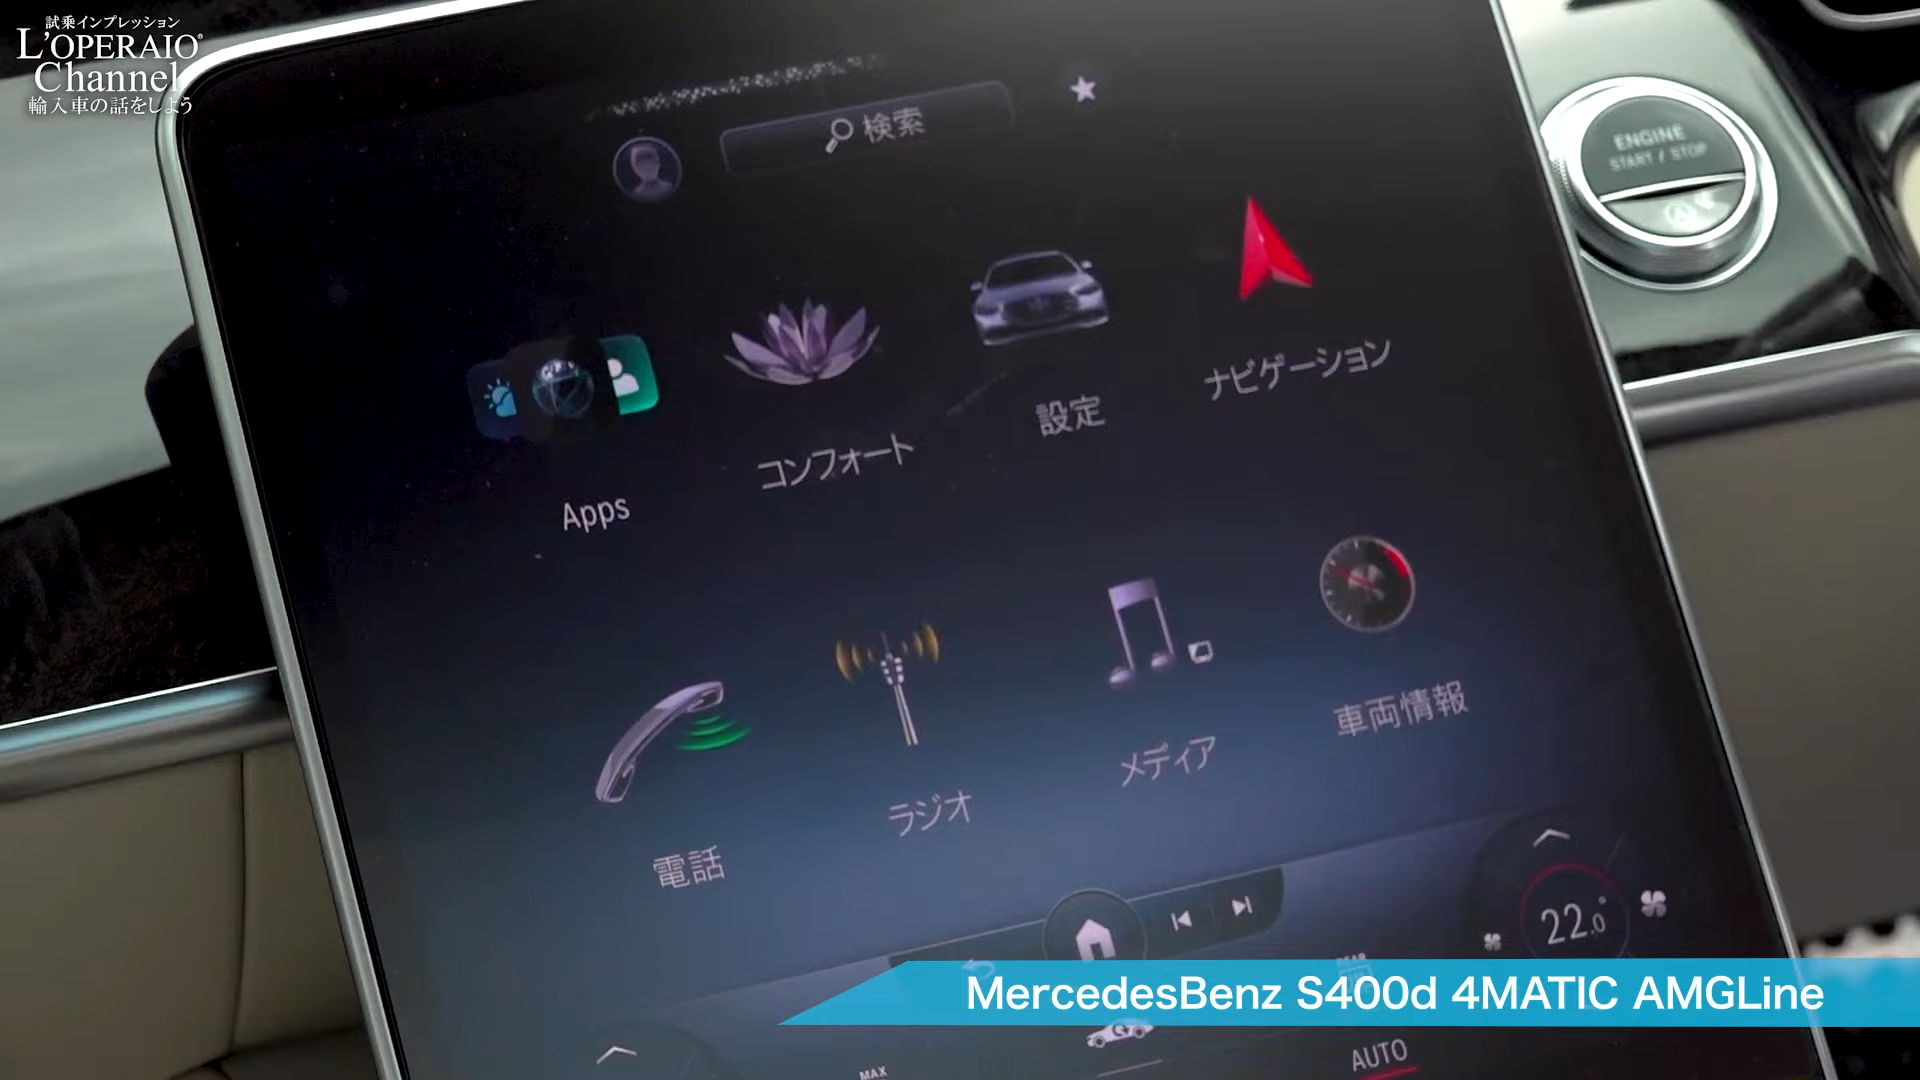 試乗インプレッション
L'OPERAIO®
Channel
輸入車の話をしよう
検索
ENGINE
START / STOP
Apps
コンフォート
設定
ナビゲーション
電話
ラジオ
メディア
車両情報
22.0°
REAR
MercedesBenz S400d 4MATIC AMGLine
MAX
AUTO